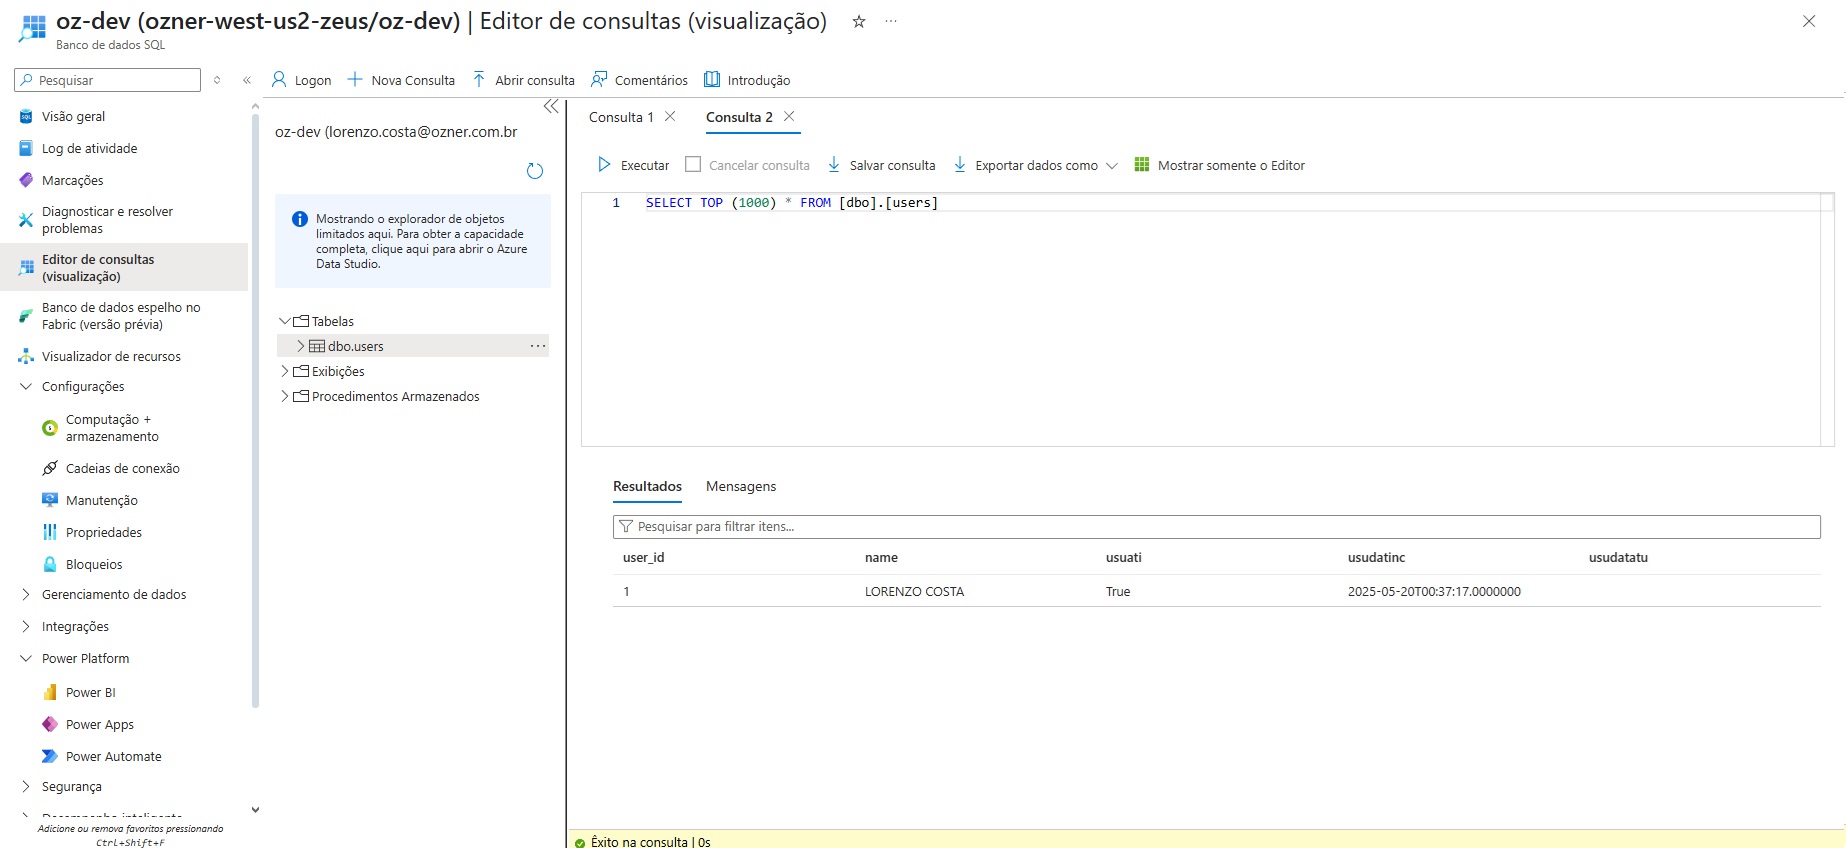 oz-dev (ozner-west-us2-zeus/oz-dev) | Editor de consultas (visualização)
Banco de dados SQL
Pesquisar
Visão geral
Log de atividade
Marcações
Diagnosticar e resolver
problemas
Editor de consultas
(visualização)
Banco de dados espelho no
Fabric (versão prévia)
Visualizador de recursos
Configurações
Computação +
armazenamento
Cadeias de conexão
Manutenção
Propriedades
Bloqueios
Gerenciamento de dados
Integrações
Power Platform
Power BI
Power Apps
Power Automate
Segurança
Adicione ou remova favoritos pressionando
Ctrl+Shift+F
Logon
Nova Consulta
Abrir consulta
Comentários
Introdução
oz-dev (lorenzo.costa@ozner.com.br
Mostrando o explorador de objetos
limitados aqui. Para obter a capacidade
completa, clique aqui para abrir o Azure
Data Studio.
Tabelas
dbo.users
Exibições
Procedimentos Armazenados
Consulta 1
Consulta 2
Executar
Cancelar consulta
Salvar consulta
Exportar dados como
Mostrar somente o Editor
1 SELECT TOP (1000) * FROM [dbo].[users]
Resultados
Mensagens
Pesquisar para filtrar itens...
user_id name usuati usudatinc usudatatu
1 LORENZO COSTA True 2025-05-20T00:37:17.0000000
Êxito na consulta | 0s